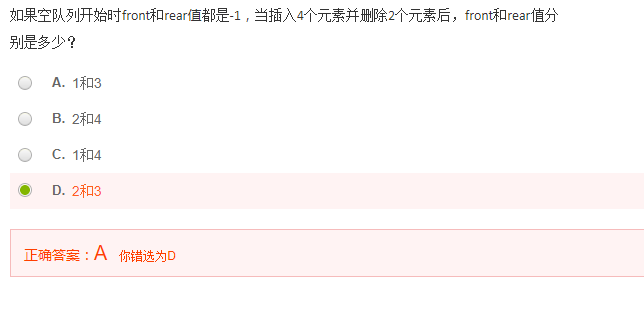 如果空队列开始时front和rear值都是-1，当插入4个元素并删除2个元素后，front和rear值分
别是多少？
A. 1和3
B. 2和4
C. 1和4
D. 2和3
正确答案：A 你错选为D